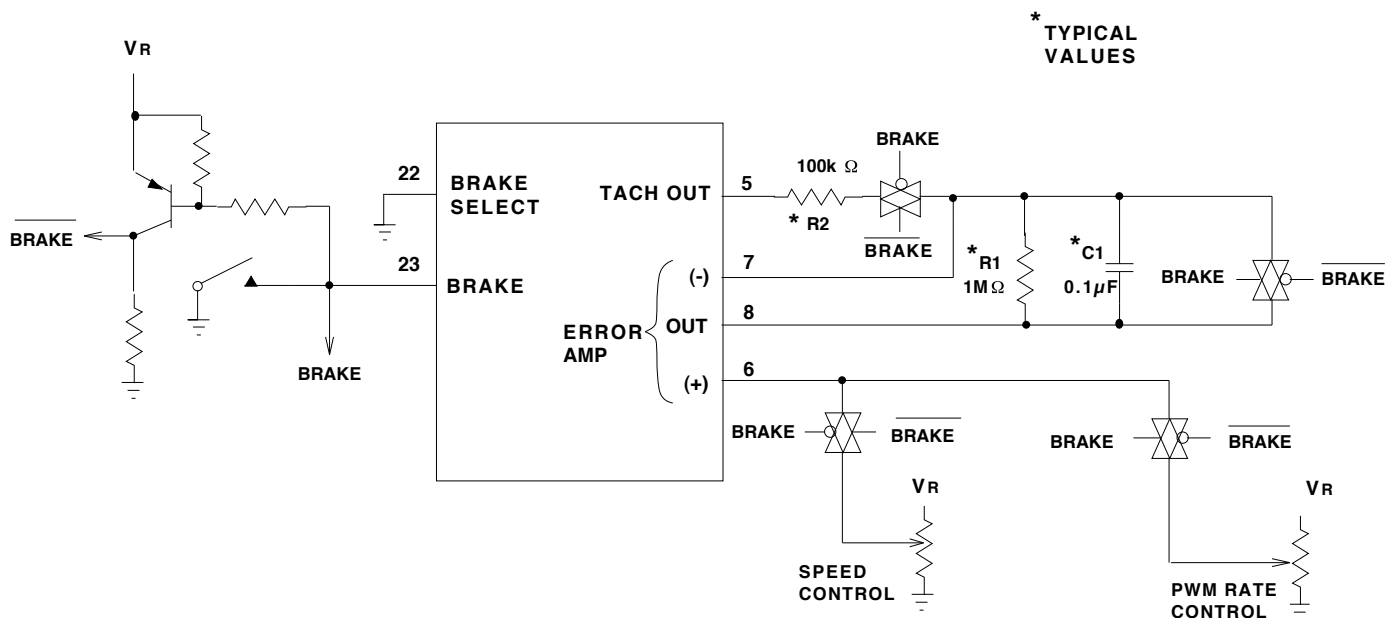 * TYPICAL
VALUES
VR
22
BRAKE
SELECT
BRAKE
23
BRAKE
BRAKE
TACH OUT
5
100k Ω
* R2
BRAKE
BRAKE
7
(-)
* R1
1M Ω
* C1
0.1µF
BRAKE
BRAKE
ERROR
AMP
OUT
8
(+)
6
BRAKE
BRAKE
BRAKE
BRAKE
VR
SPEED
CONTROL
VR
PWM RATE
CONTROL